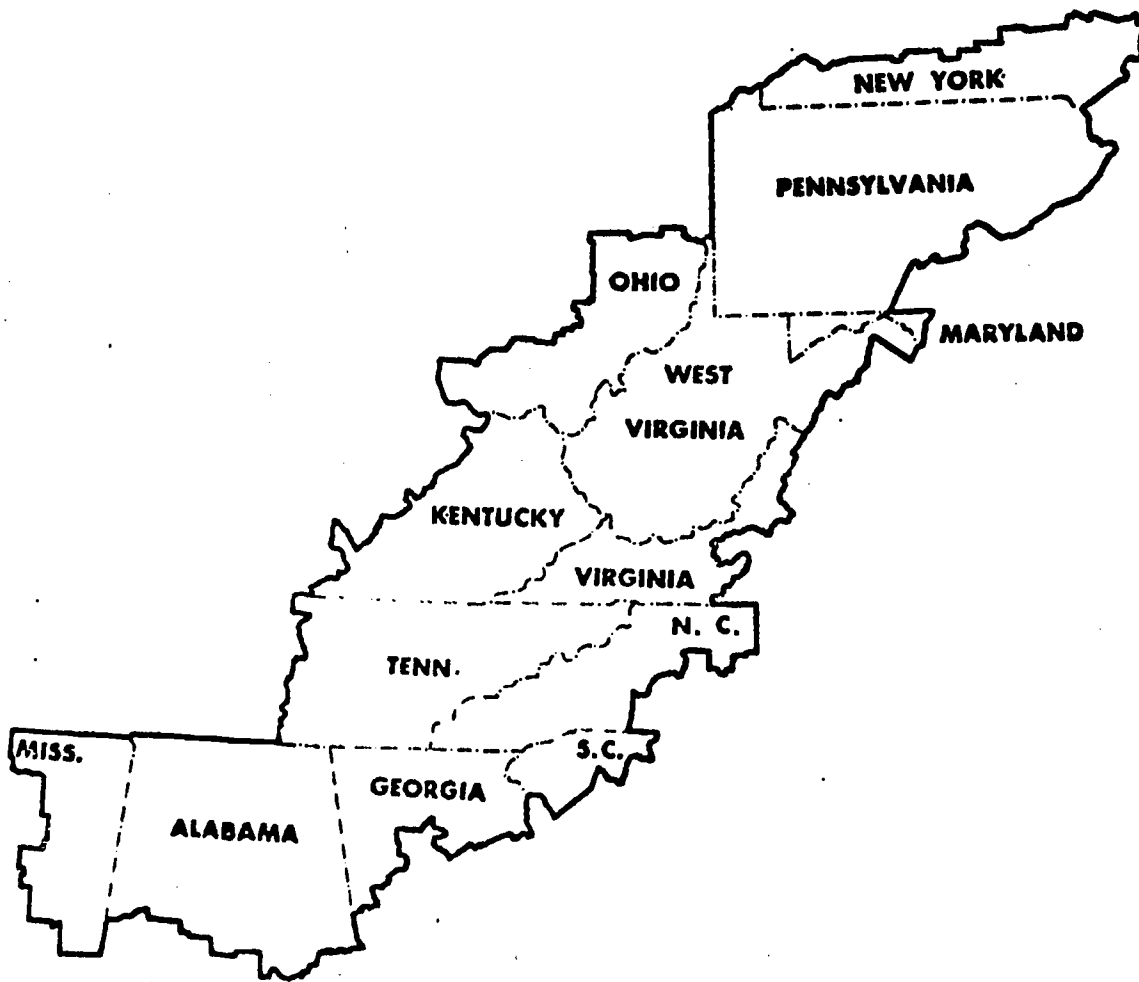 NEW YORK
PENNSYLVANIA
OHIO
MARYLAND
WEST
VIRGINIA
KENTUCKY
VIRGINIA
N. C.
TENN.
MISS.
S.C.
GEORGIA
ALABAMA